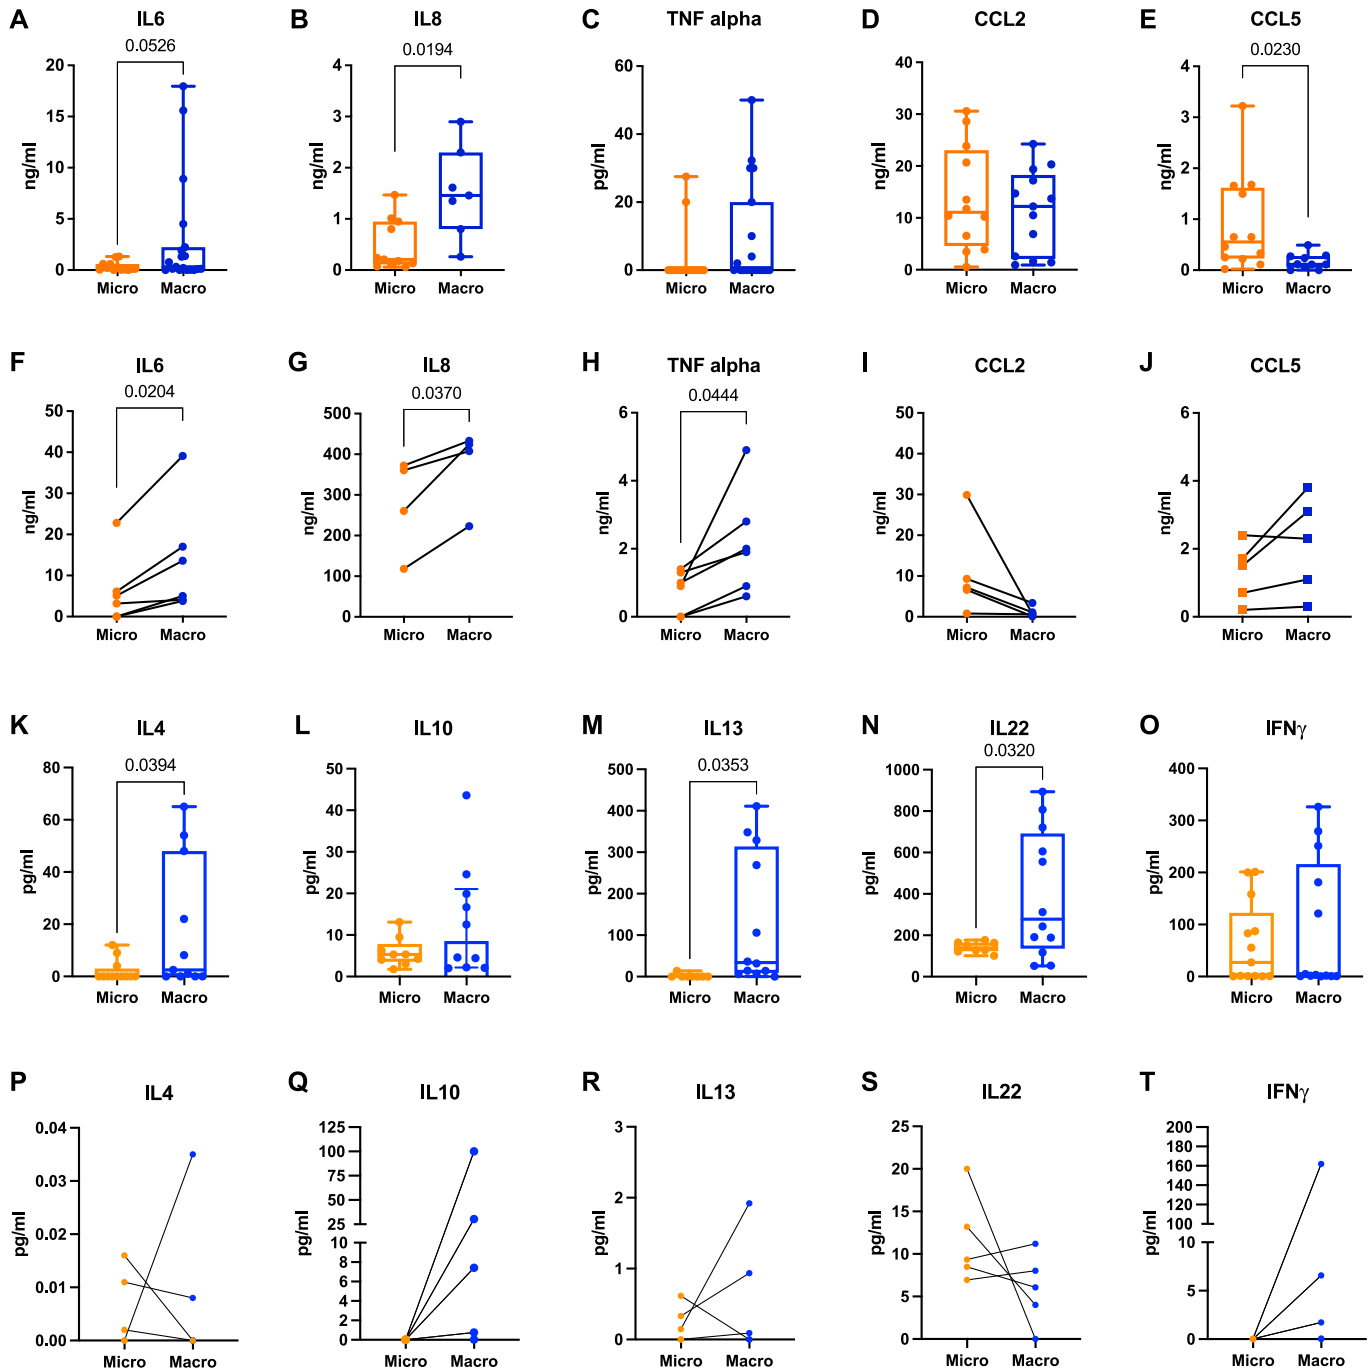 A IL6 B IL8 C TNF alpha D CCL2 E CCL5
0.0526 0.0194 0.0230
ng/ml 20 15 10 5 0 Micro Macro
ng/ml 4 3 2 1 0 Micro Macro
pg/ml 60 40 20 0 Micro Macro
ng/ml 40 30 20 10 0 Micro Macro
ng/ml 4 3 2 1 0 Micro Macro
F IL6 G IL8 H TNF alpha I CCL2 J CCL5
0.0204 0.0370 0.0444
ng/ml 50 40 30 20 10 0 Micro Macro
ng/ml 500 400 300 200 100 0 Micro Macro
ng/ml 6 4 2 0 Micro Macro
ng/ml 50 40 30 20 10 0 Micro Macro
ng/ml 6 4 2 0 Micro Macro
K IL4 L IL10 M IL13 N IL22 O IFNγ
0.0394 0.0353 0.0320
pg/ml 80 60 40 20 0 Micro Macro
pg/ml 50 40 30 20 10 0 Micro Macro
pg/ml 500 400 300 200 100 0 Micro Macro
pg/ml 1000 800 600 400 200 0 Micro Macro
pg/ml 400 300 200 100 0 Micro Macro
P IL4 Q IL10 R IL13 S IL22 T IFNγ
pg/ml 0.04 0.03 0.02 0.01 0.00 Micro Macro
pg/ml 125 100 75 50 25 10 8 6 4 2 0 Micro Macro
pg/ml 3 2 1 0 Micro Macro
pg/ml 25 20 15 10 5 0 Micro Macro
pg/ml 200 180 160 140 120 100 10 5 0 Micro Macro